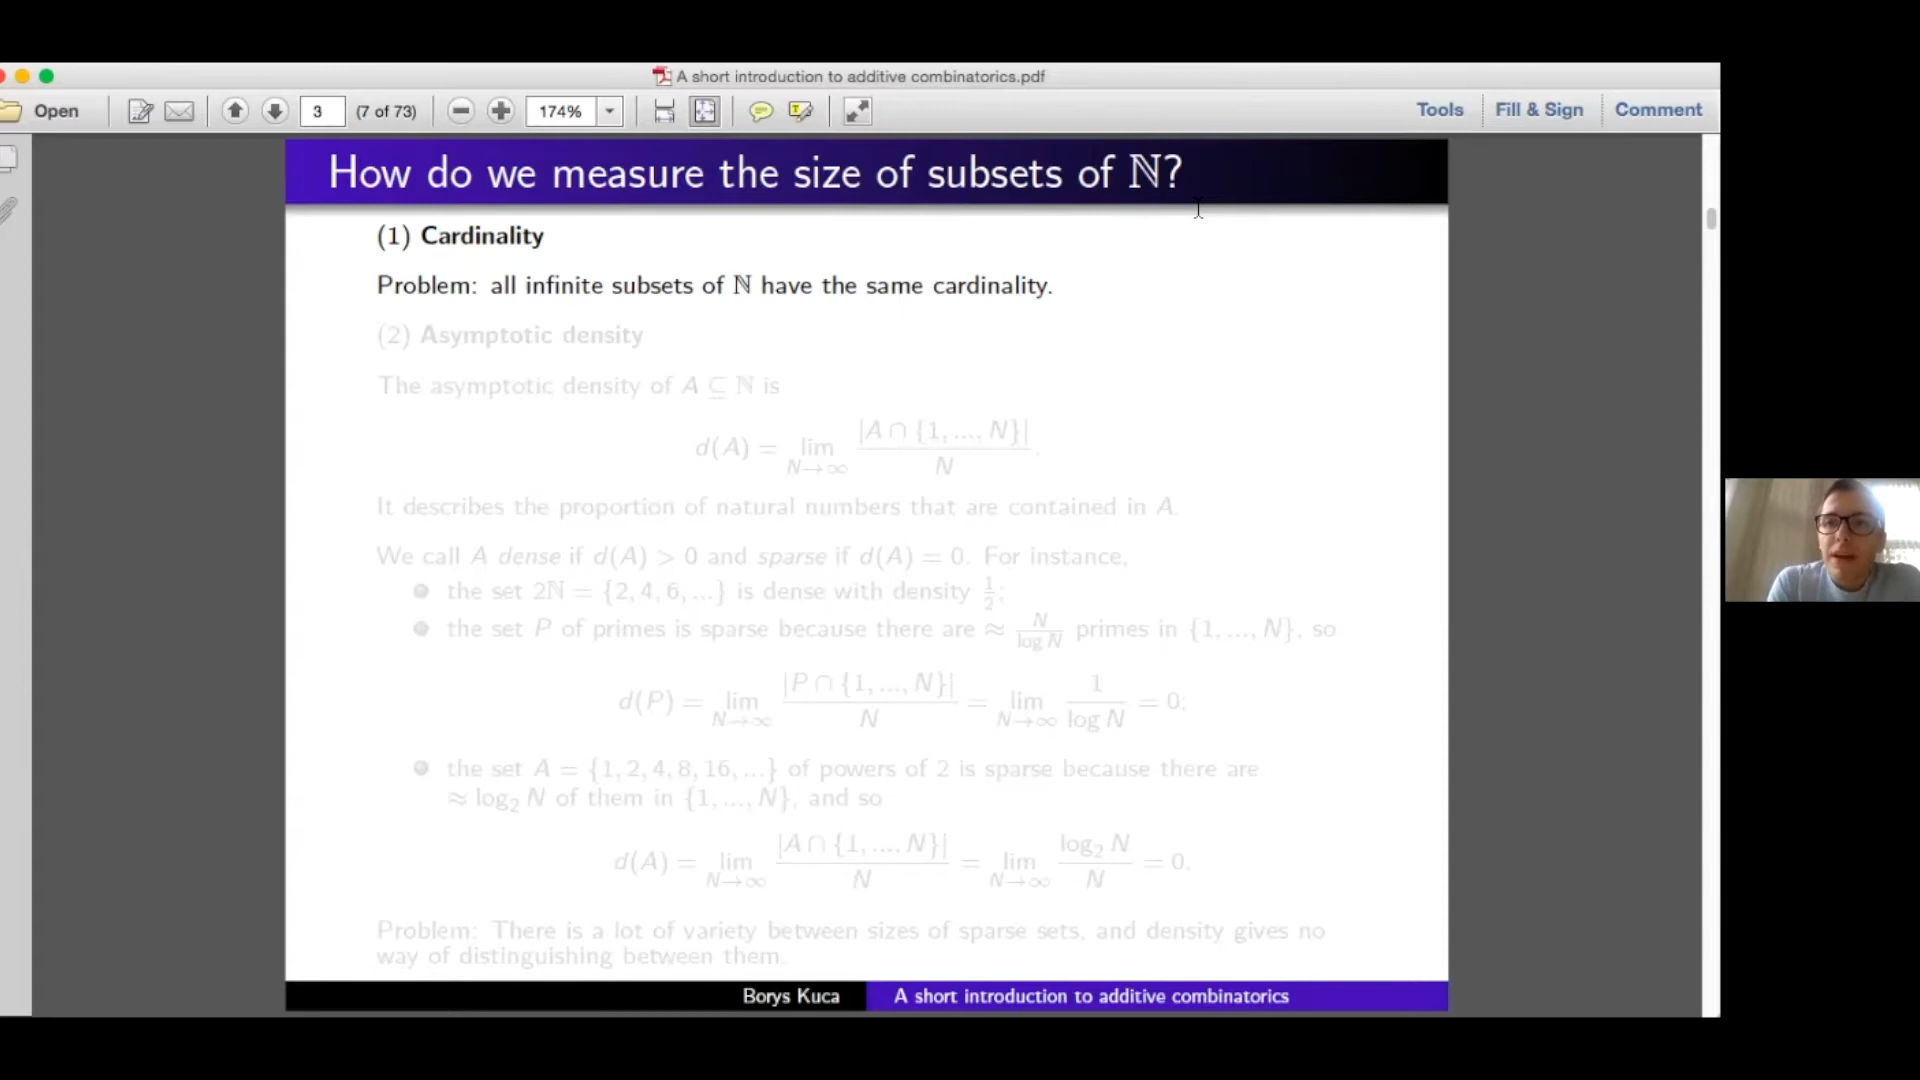 A short introduction to additive combinatorics.pdf
Open 3 (7 of 73) 174% Tools Fill & Sign Comment
How do we measure the size of subsets of ℕ?
(1) Cardinality
Problem: all infinite subsets of ℕ have the same cardinality.
(2) Asymptotic density
The asymptotic density of A ⊆ ℕ is
d(A) = lim_{N→∞} |A ∩ {1, ..., N}| / N.
It describes the proportion of natural numbers that are contained in A.
We call A dense if d(A) > 0 and sparse if d(A) = 0. For instance,
the set 2ℕ = {2, 4, 6, ...} is dense with density 1/2;
the set P of primes is sparse because there are ≈ N/log N primes in {1, ..., N}, so
d(P) = lim_{N→∞} |P ∩ {1, ..., N}| / N = lim_{N→∞} 1/log N = 0;
the set A = {1, 2, 4, 8, 16, ...} of powers of 2 is sparse because there are
≈ log₂ N of them in {1, ..., N}, and so
d(A) = lim_{N→∞} |A ∩ {1, ..., N}| / N = lim_{N→∞} log₂ N / N = 0.
Problem: There is a lot of variety between sizes of sparse sets, and density gives no
way of distinguishing between them.
Borys Kuca A short introduction to additive combinatorics